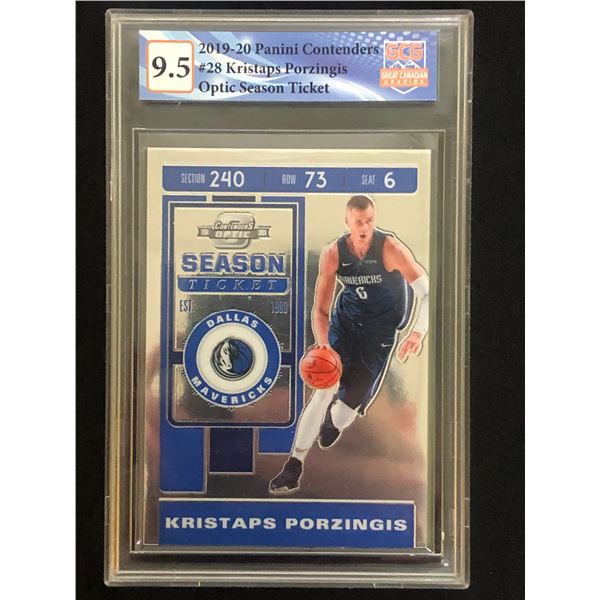 9.5
2019-20 Panini Contenders
#28 Kristaps Porzingis
Optic Season Ticket
GCG
GREAT CANADIAN
GRADING
SECTION 240 ROW 73 SEAT 6
CONTENDERS
OPTIC
SEASON
TICKET
EST. 1980
DALLAS
MAVERICKS
MAVERICKS
6
KRISTAPS PORZINGIS